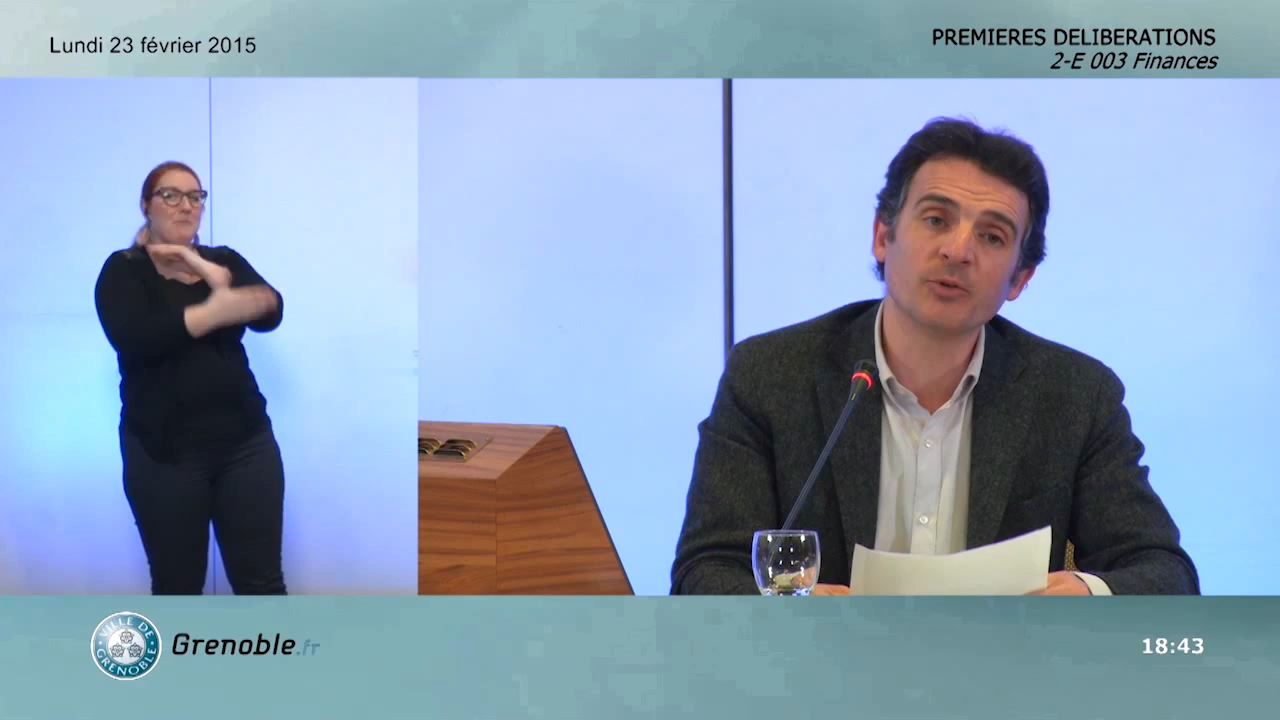 Lundi 23 février 2015
PREMIERES DELIBERATIONS
2-E 003 Finances
VILLE DE
GRENOBLE
Grenoble.fr
18:43